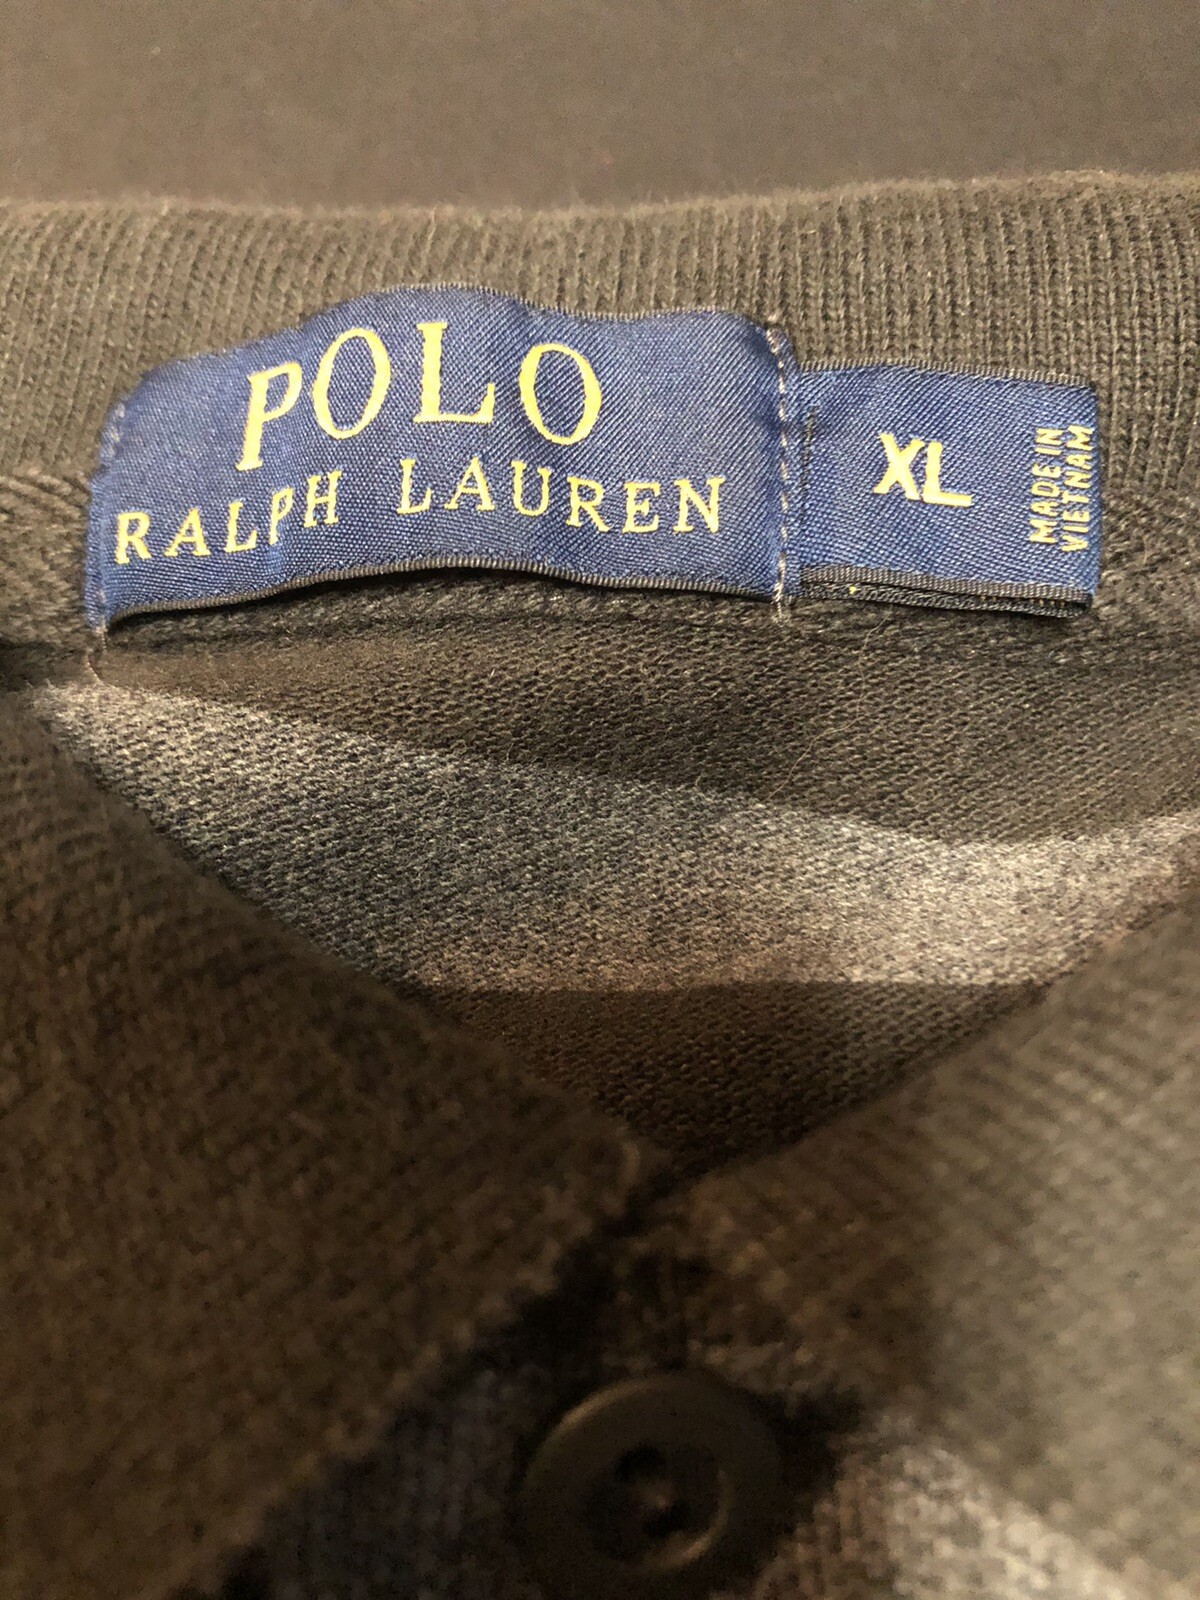 POLO
RALPH LAUREN
XL
MADE IN
VIETNAM